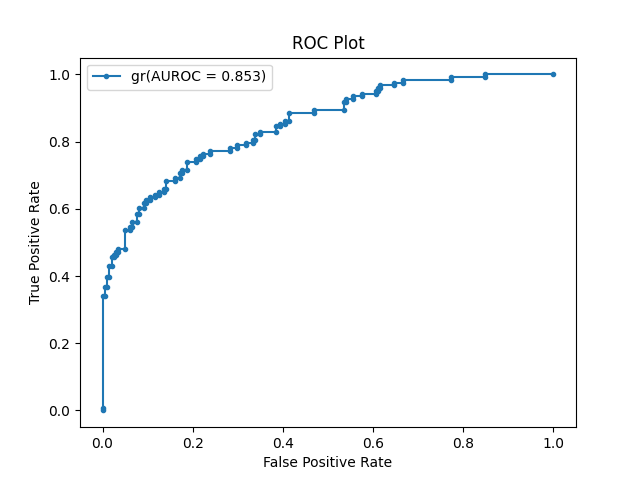 ROC Plot
gr(AUROC = 0.853)
1.0
0.8
0.6
0.4
0.2
0.0
True Positive Rate
0.0 0.2 0.4 0.6 0.8 1.0
False Positive Rate